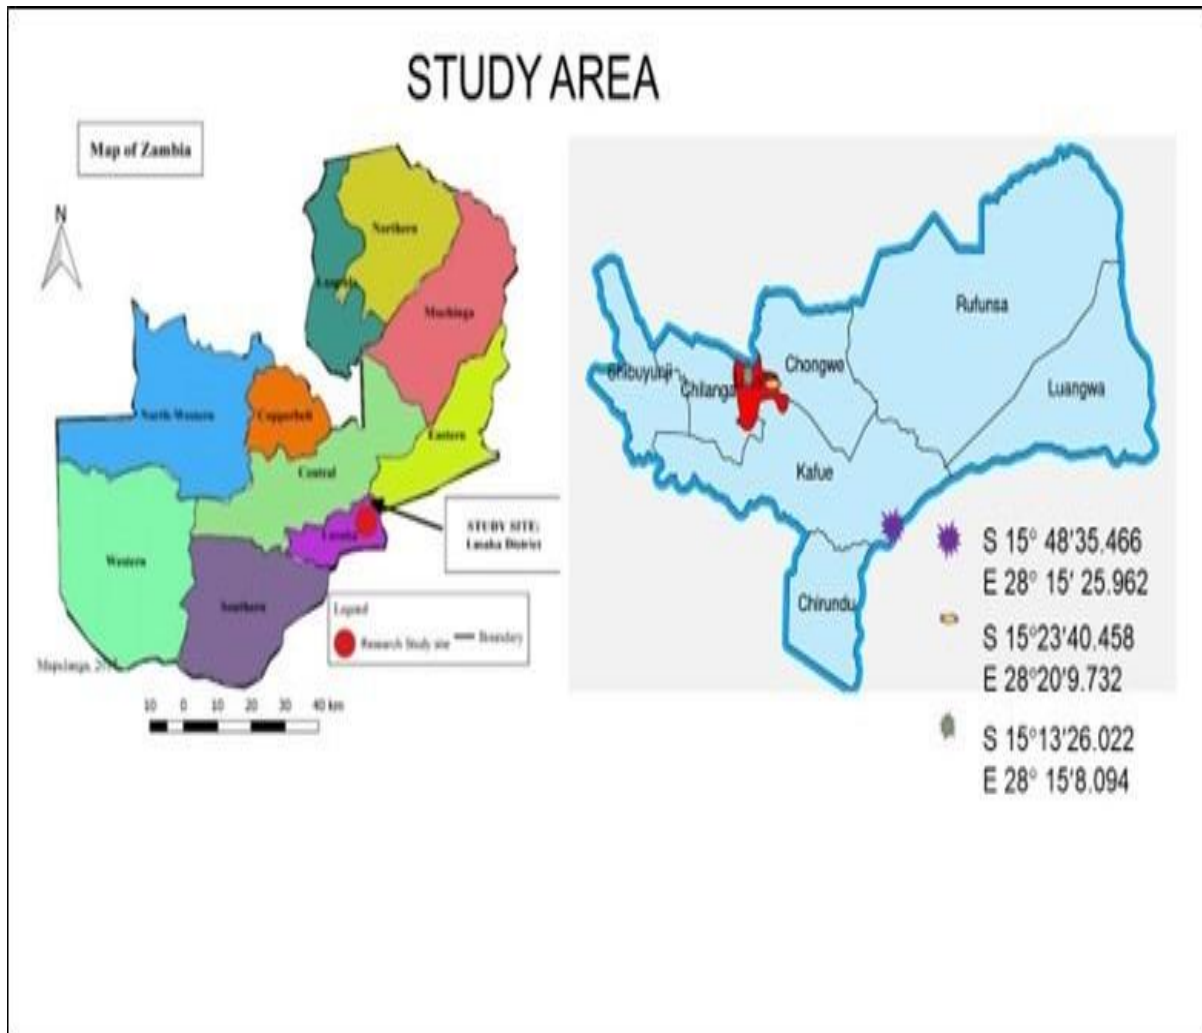 STUDY AREA
Map of Zambia
N
Northern
Luapula
Muchinga
North-Western
Copperbelt
Eastern
Central
STUDY SITE:
Lusaka District
Lusaka
Western
Southern
Legend
Research Study site
Boundary
10 0 10 20 30 40 km
Rufunsa
Chongwe
Shibuyunji
Chilanga
Luangwa
Kafue
Chirundu
S 15° 48'35.466
E 28° 15' 25.962
S 15°23'40.458
E 28°20'9.732
S 15°13'26.022
E 28° 15'8.094